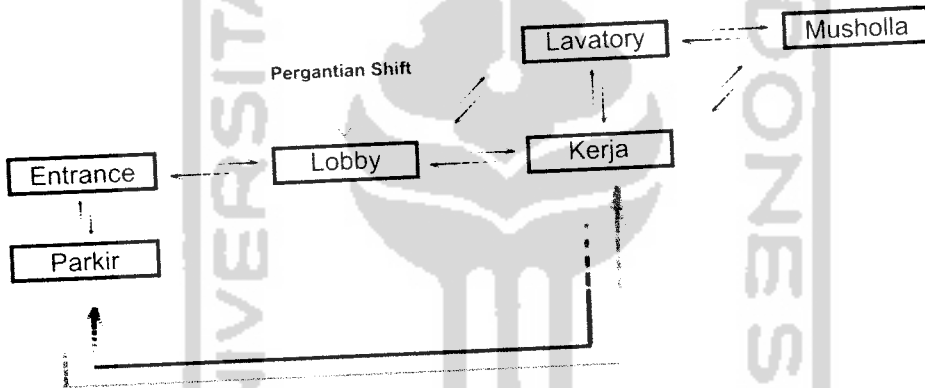 Lavatory
Musholla
Pergantian Shift
Entrance
Lobby
Kerja
Parkir